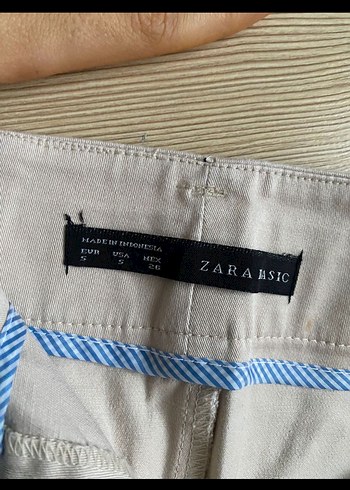 MADE IN INDONESIA
EUR USA MEX
S S 26
ZARA BASIC